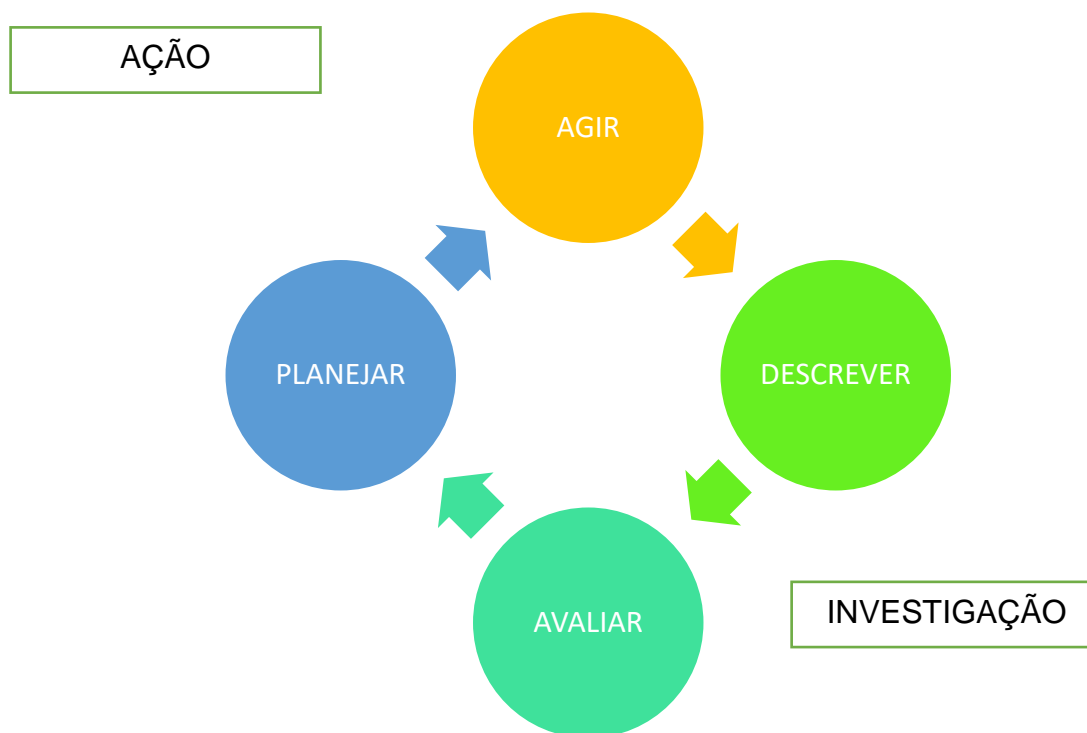 AÇÃO
AGIR
PLANEJAR
DESCREVER
AVALIAR
INVESTIGAÇÃO